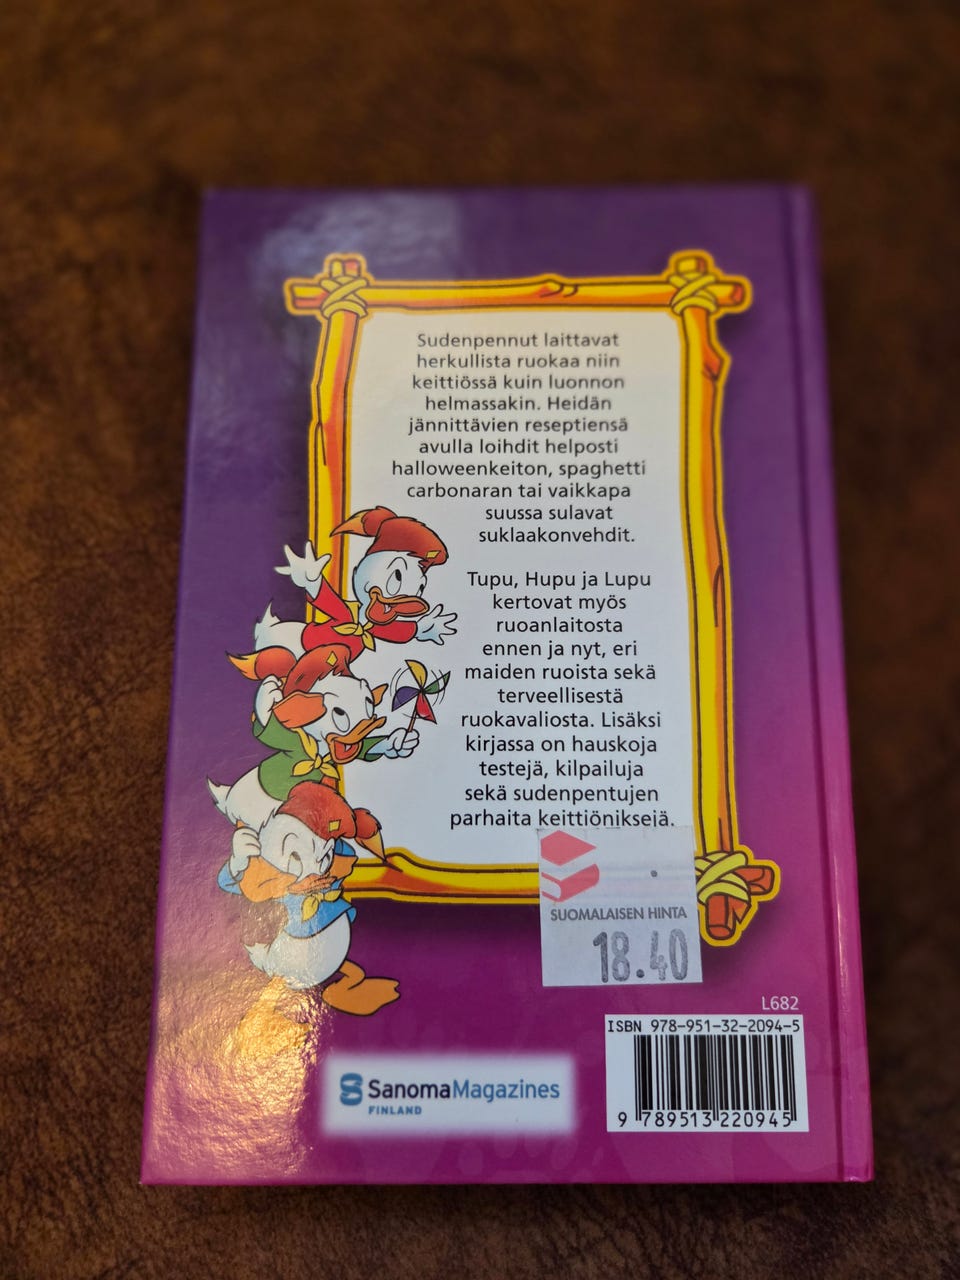 Sudenpennut laittavat
herkullista ruokaa niin
keittiössä kuin luonnon
helmassakin. Heidän
jännittävien reseptiensä
avulla loihdit helposti
halloweenkeiton, spaghetti
carbonaran tai vaikkapa
suussa sulavat
suklaakonvehdit.
Tupu, Hupu ja Lupu
kertovat myös
ruoanlaitosta
ennen ja nyt, eri
maiden ruoista sekä
terveellisestä
ruokavaliosta. Lisäksi
kirjassa on hauskoja
testejä, kilpailuja
sekä sudenpentujen
parhaita keittiöniksejä.
SUOMALAISEN HINTA
18.40
L682
ISBN 978-951-32-2094-5
9 789513 220945
SanomaMagazines
FINLAND